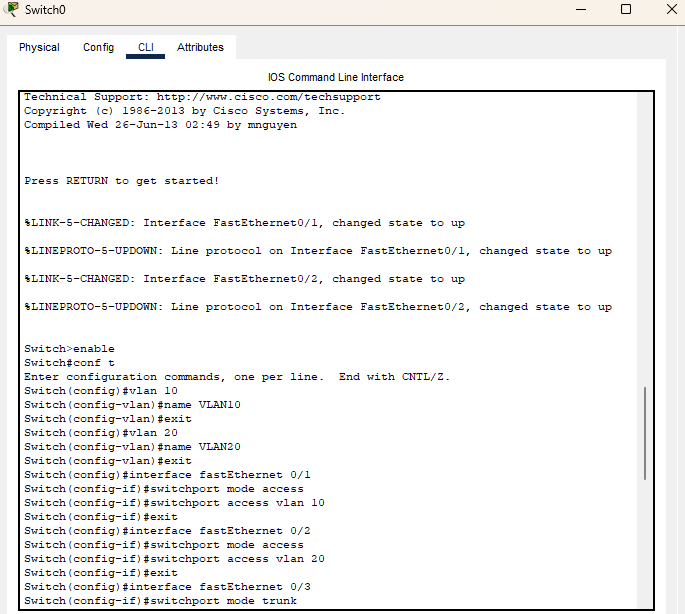 Switch0
Physical Config CLI Attributes
IOS Command Line Interface
Technical Support: http://www.cisco.com/techsupport
Copyright (c) 1986-2013 by Cisco Systems, Inc.
Compiled Wed 26-Jun-13 02:49 by mnguyen
Press RETURN to get started!
%LINK-5-CHANGED: Interface FastEthernet0/1, changed state to up
%LINEPROTO-5-UPDOWN: Line protocol on Interface FastEthernet0/1, changed state to up
%LINK-5-CHANGED: Interface FastEthernet0/2, changed state to up
%LINEPROTO-5-UPDOWN: Line protocol on Interface FastEthernet0/2, changed state to up
Switch>enable
Switch#conf t
Enter configuration commands, one per line.  End with CNTL/Z.
Switch(config)#vlan 10
Switch(config-vlan)#name VLAN10
Switch(config-vlan)#exit
Switch(config)#vlan 20
Switch(config-vlan)#name VLAN20
Switch(config-vlan)#exit
Switch(config)#interface fastEthernet 0/1
Switch(config-if)#switchport mode access
Switch(config-if)#switchport access vlan 10
Switch(config-if)#exit
Switch(config)#interface fastEthernet 0/2
Switch(config-if)#switchport mode access
Switch(config-if)#switchport access vlan 20
Switch(config-if)#exit
Switch(config)#interface fastEthernet 0/3
Switch(config-if)#switchport mode trunk